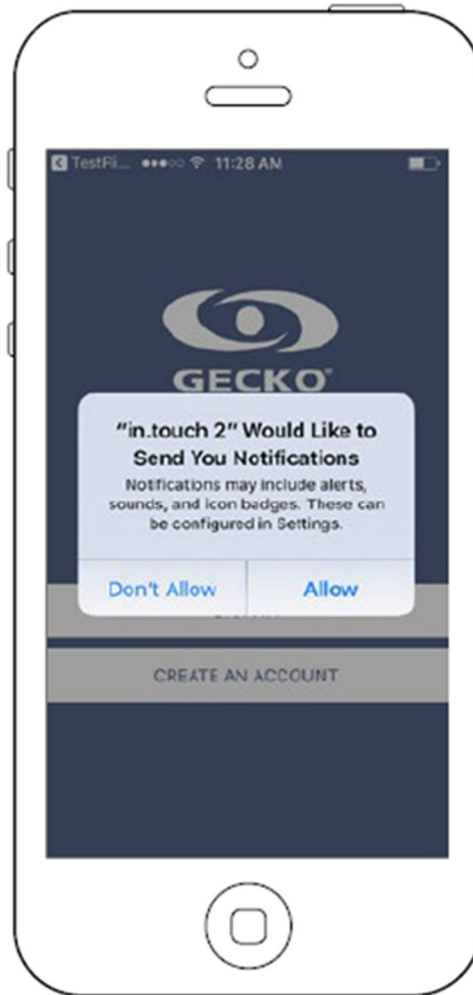 TestFli... 11:28 AM
GECKO®
"in.touch 2" Would Like to
Send You Notifications
Notifications may include alerts,
sounds, and icon badges. These can
be configured in Settings.
Don't Allow Allow
CREATE AN ACCOUNT